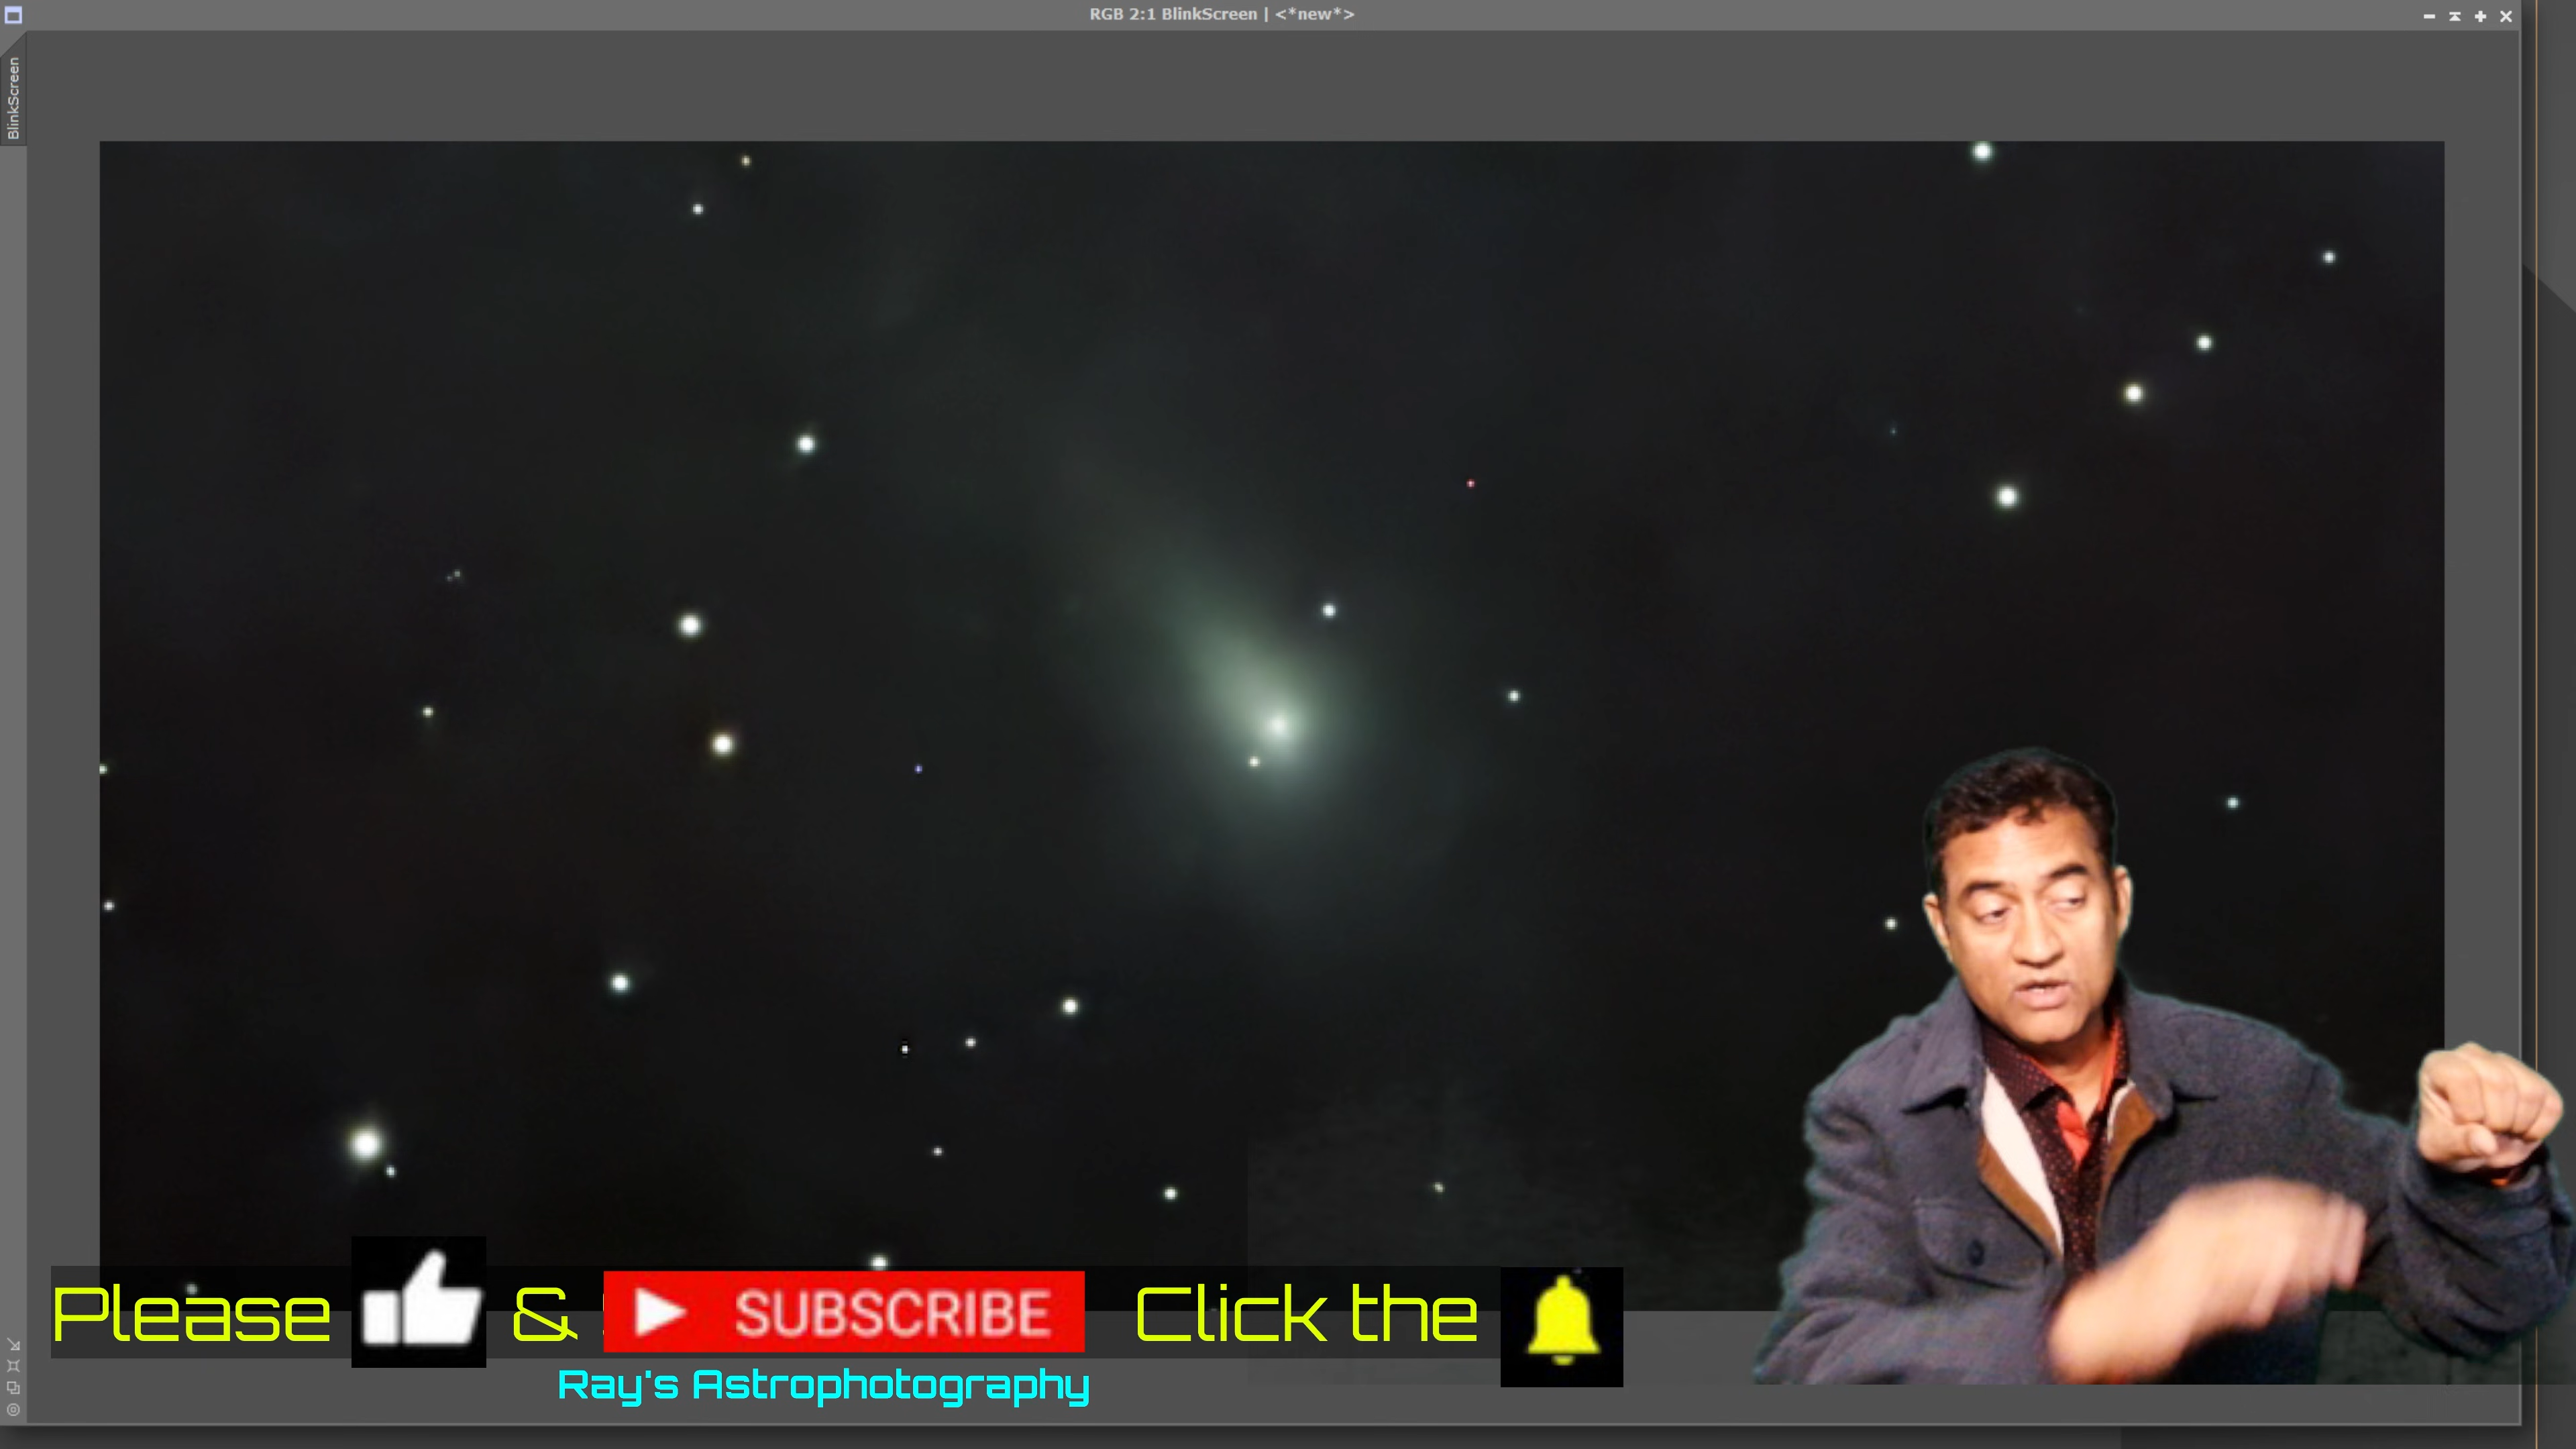 RGB 2:1 BlinkScreen | <*new*>
BlinkScreen
Please & SUBSCRIBE Click the
Ray's Astrophotography